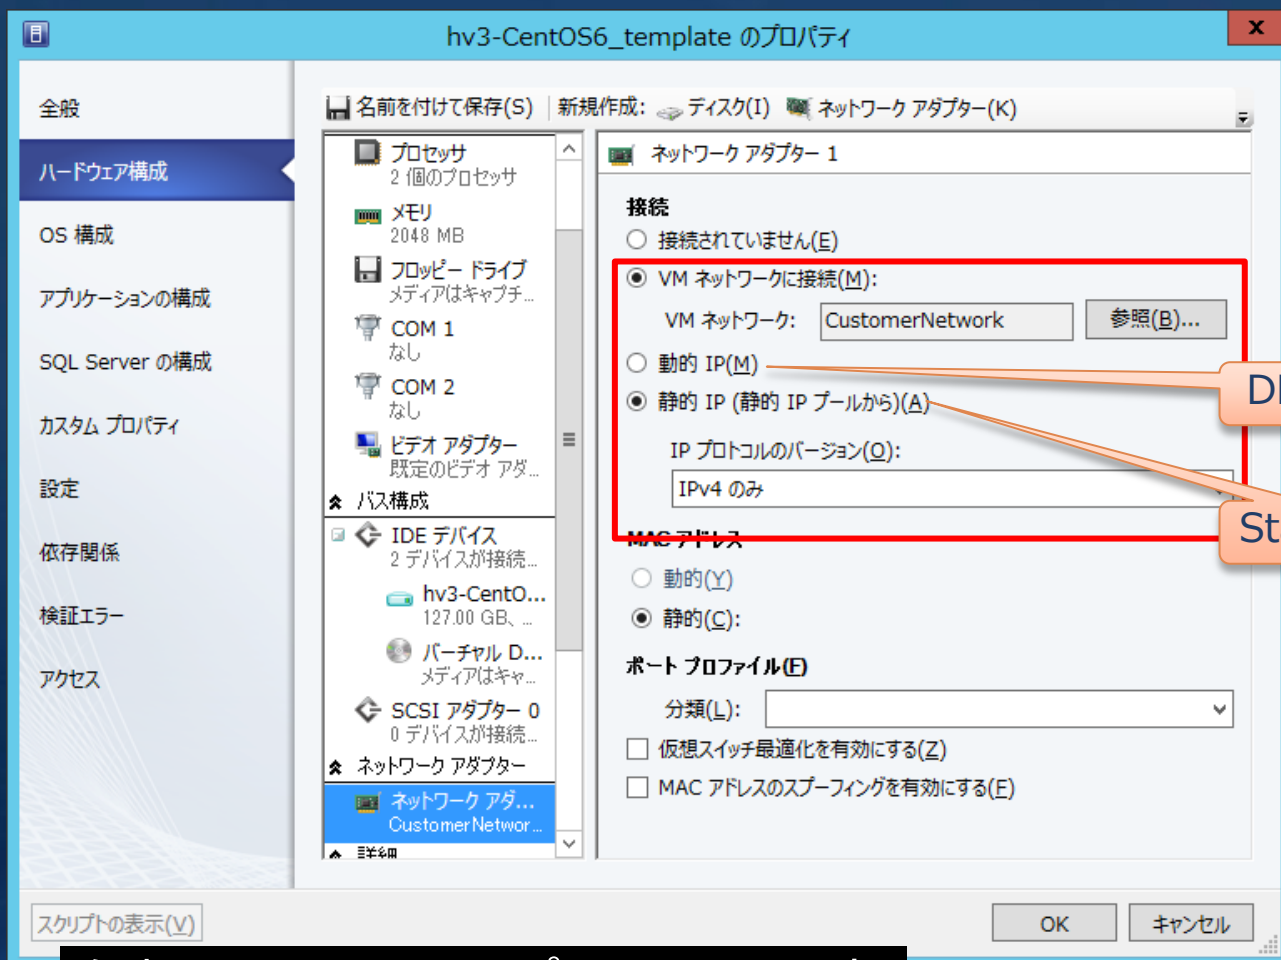 hv3-CentOS6_template のプロパティ
x
全般
ハードウェア構成
OS 構成
アプリケーションの構成
SQL Server の構成
カスタム プロパティ
設定
依存関係
検証エラー
アクセス
名前を付けて保存(S) 新規作成: ディスク(I) ネットワーク アダプター(K)
プロセッサ
2 個のプロセッサ
メモリ
2048 MB
フロッピー ドライブ
メディアはキャプチ...
COM 1
なし
COM 2
なし
ビデオ アダプター
既定のビデオ アダ...
バス構成
IDE デバイス
2 デバイスが接続...
hv3-CentO...
127.00 GB、...
バーチャル D...
メディアはキャ...
SCSI アダプター 0
0 デバイスが接続...
ネットワーク アダプター
ネットワーク アダ...
CustomerNetwor...
詳細
ネットワーク アダプター 1
接続
接続されていません(E)
VM ネットワークに接続(M):
VM ネットワーク: CustomerNetwork 参照(B)...
動的 IP(M)
静的 IP (静的 IP プールから)(A)
IP プロトコルのバージョン(O):
IPv4 のみ
MAC アドレス
動的(Y)
静的(C):
ポート プロファイル(F)
分類(L):
仮想スイッチ最適化を有効にする(Z)
MAC アドレスのスプーフィングを有効にする(F)
スクリプトの表示(V)
OK キャンセル